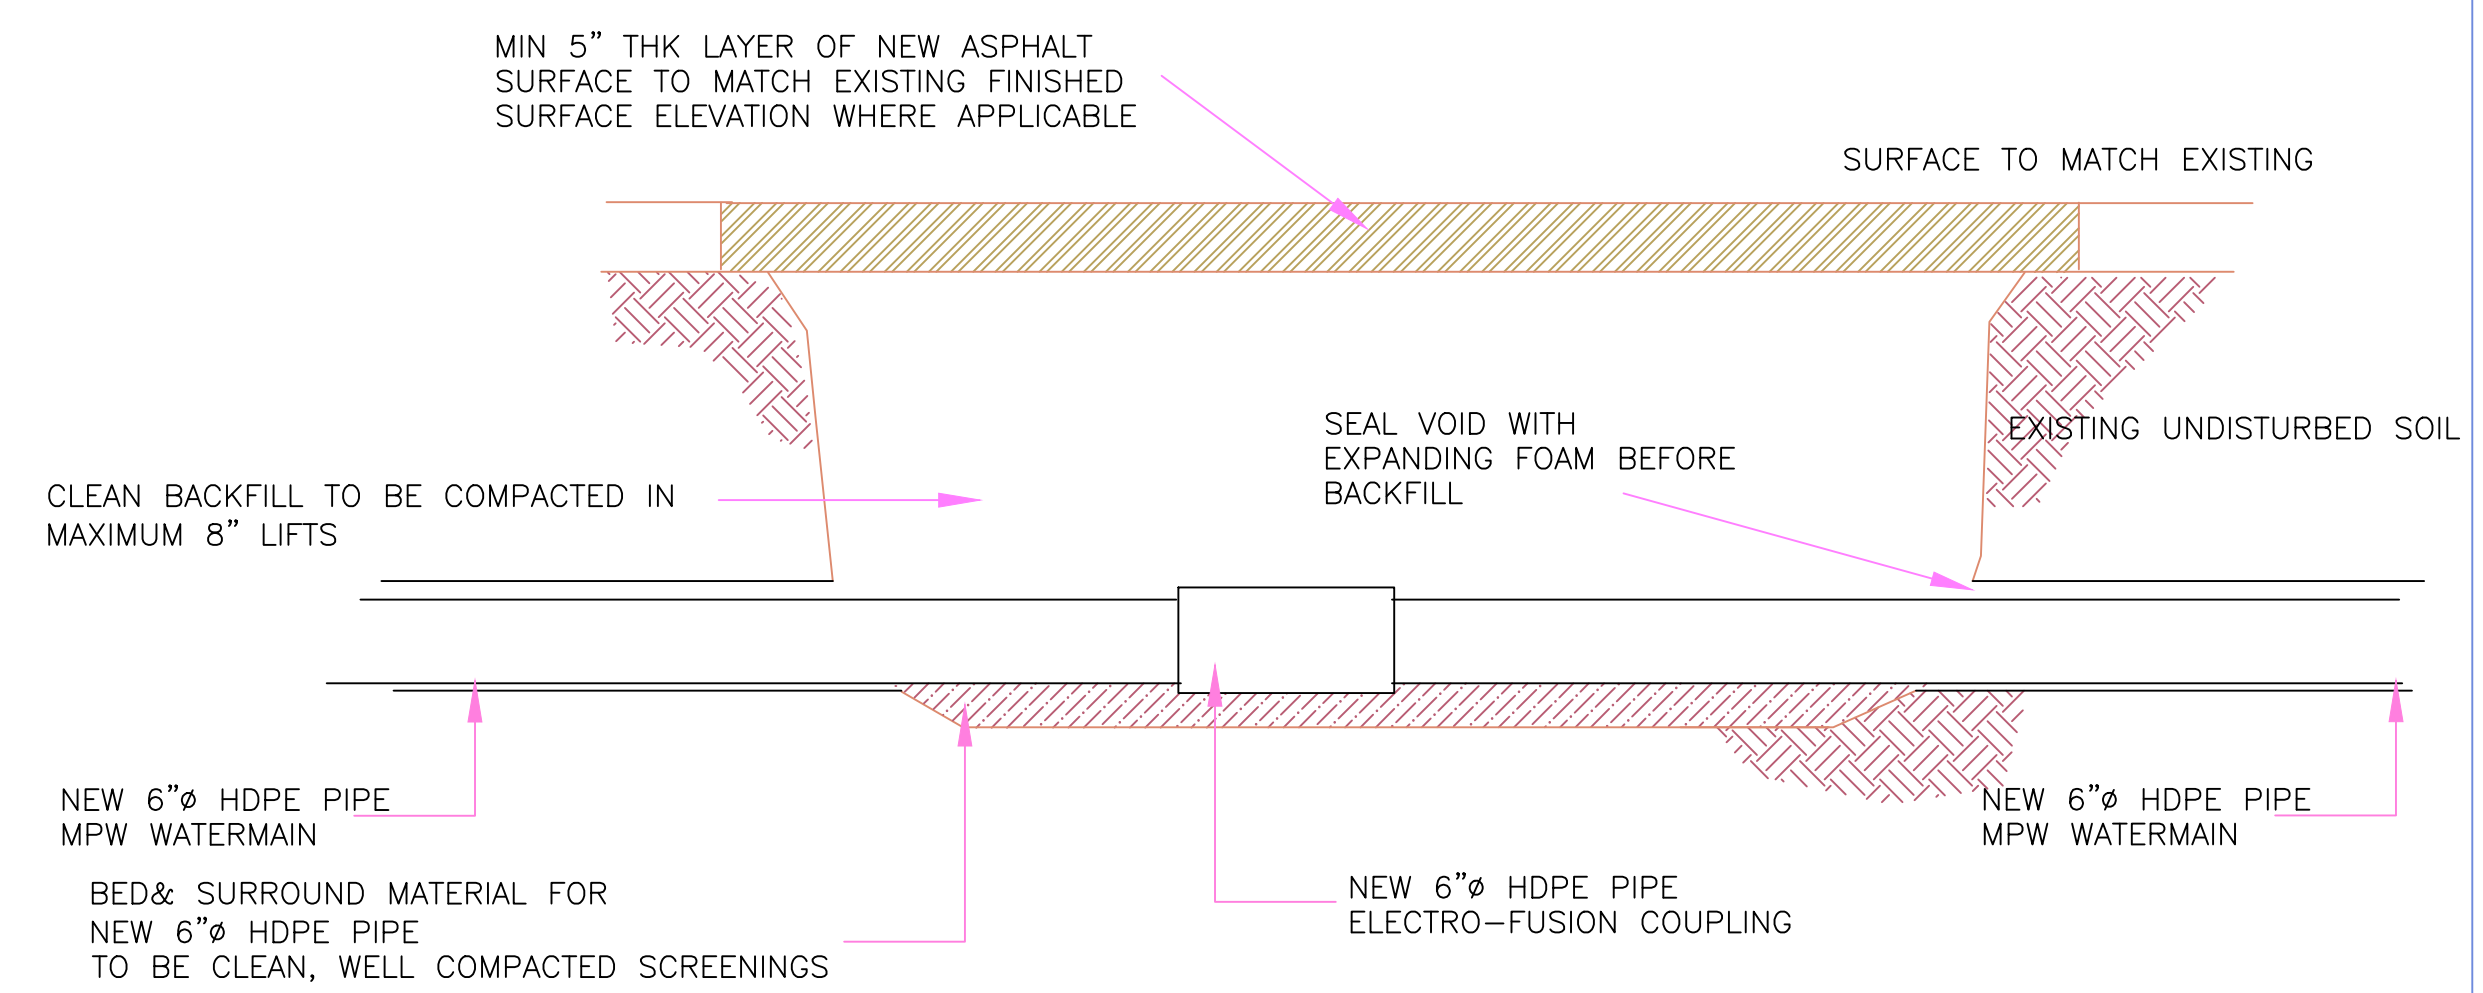 MIN 5” THK LAYER OF NEW ASPHALT
SURFACE TO MATCH EXISTING FINISHED
SURFACE ELEVATION WHERE APPLICABLE
SURFACE TO MATCH EXISTING
SEAL VOID WITH
EXPANDING FOAM BEFORE
BACKFILL
EXISTING UNDISTURBED SOIL
CLEAN BACKFILL TO BE COMPACTED IN
MAXIMUM 8” LIFTS
NEW 6”ø HDPE PIPE
MPW WATERMAIN
NEW 6”ø HDPE PIPE
MPW WATERMAIN
BED& SURROUND MATERIAL FOR
NEW 6”ø HDPE PIPE
TO BE CLEAN, WELL COMPACTED SCREENINGS
NEW 6”ø HDPE PIPE
ELECTRO-FUSION COUPLING